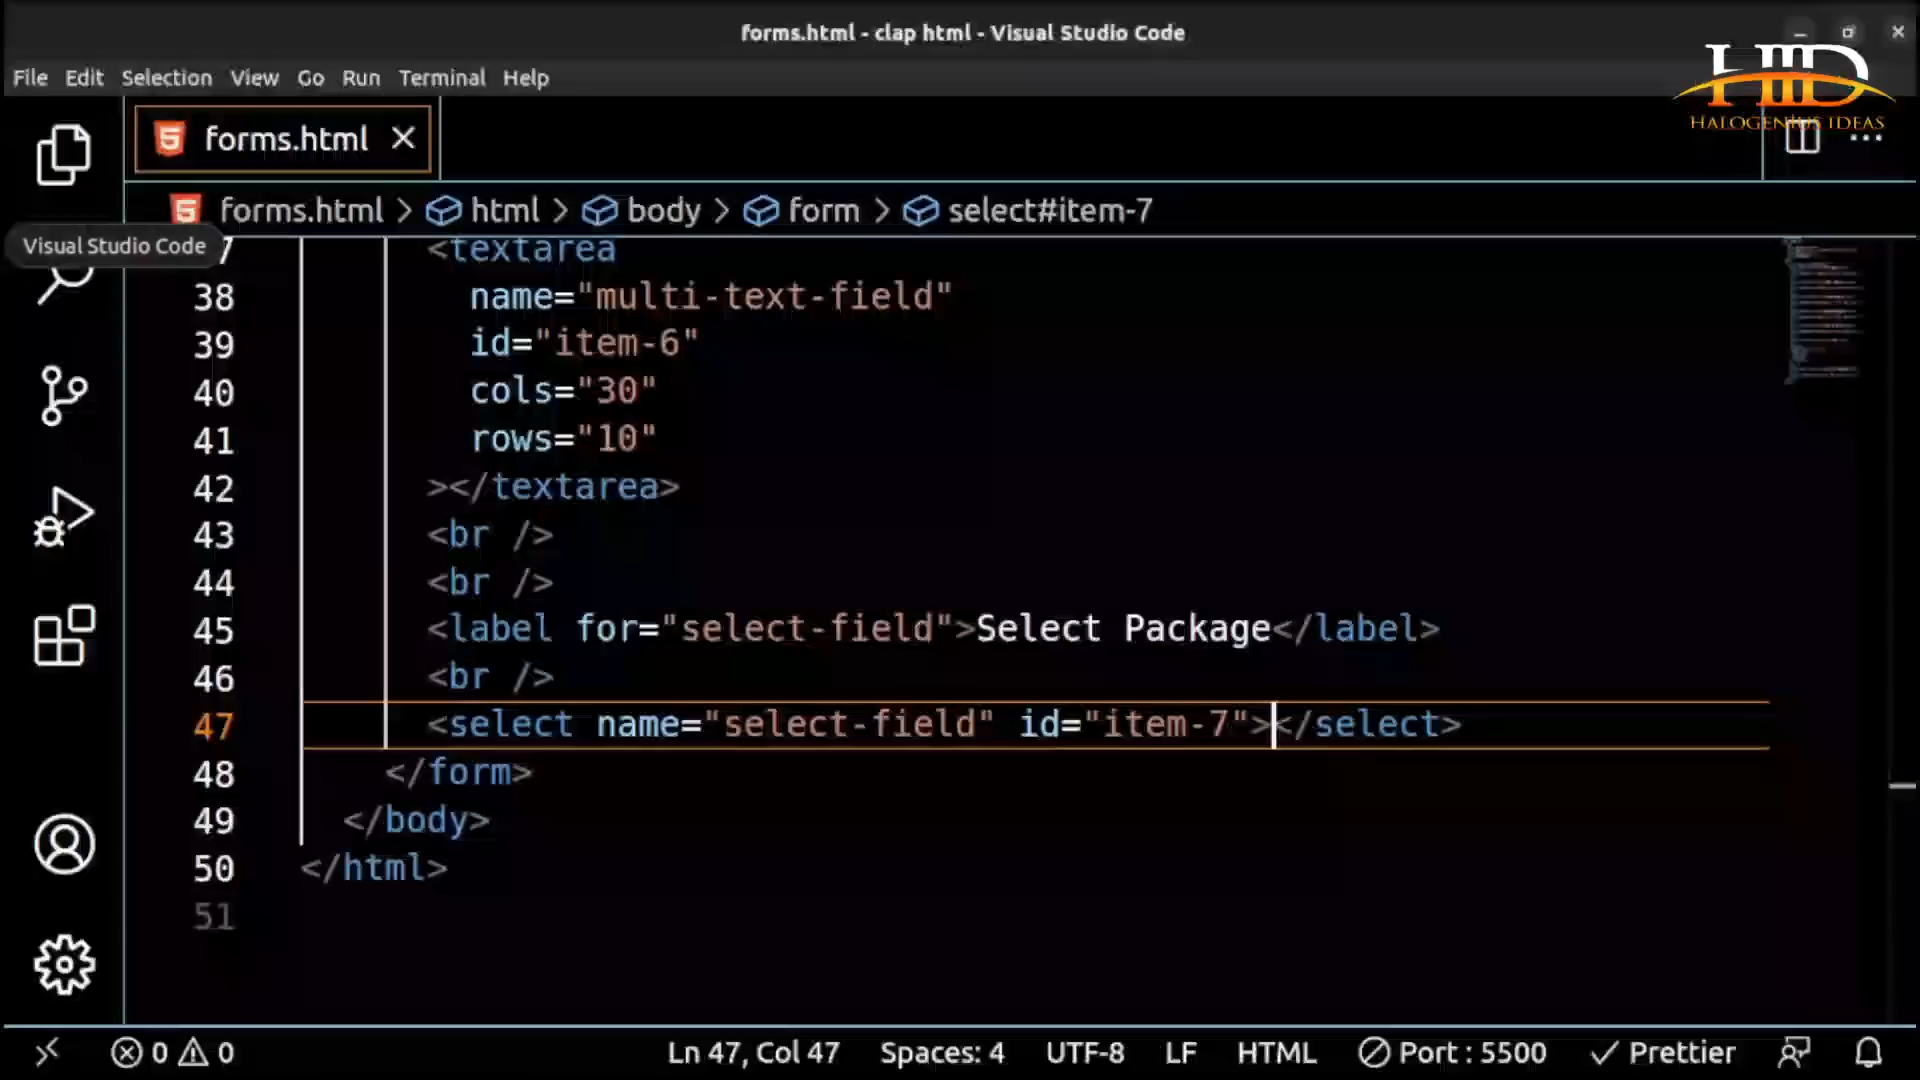 forms.html - clap html - Visual Studio Code
File Edit Selection View Go Run Terminal Help
HID
HALOGENIUS IDEAS
forms.html
forms.html > html > body > form > select#item-7
Visual Studio Code
<textarea
38 name="multi-text-field"
39 id="item-6"
40 cols="30"
41 rows="10"
42 ></textarea>
43 <br />
44 <br />
45 <label for="select-field">Select Package</label>
46 <br />
47 <select name="select-field" id="item-7"></select>
48 </form>
49 </body>
50 </html>
51
0 0 Ln 47, Col 47 Spaces: 4 UTF-8 LF HTML Port : 5500 Prettier